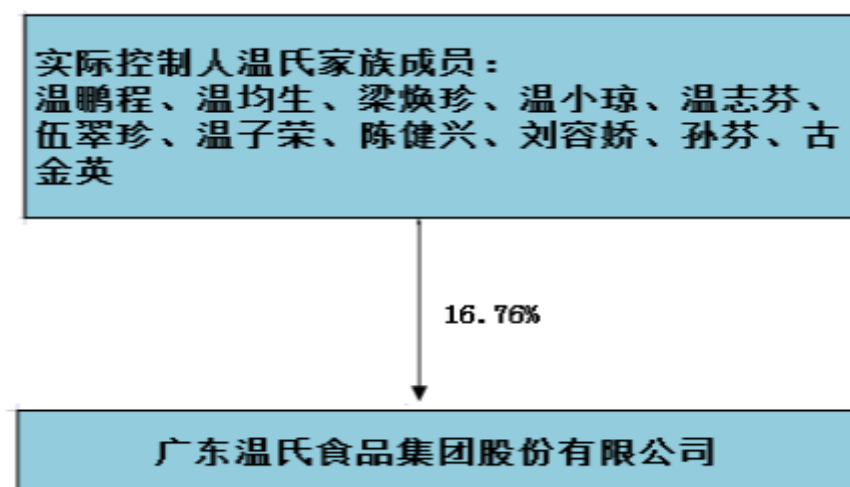 实际控制人温氏家族成员：
温鹏程、温均生、梁焕珍、温小琼、温志芬、
伍翠珍、温子荣、陈健兴、刘容娇、孙芬、古
金英
16.76%
广东温氏食品集团股份有限公司